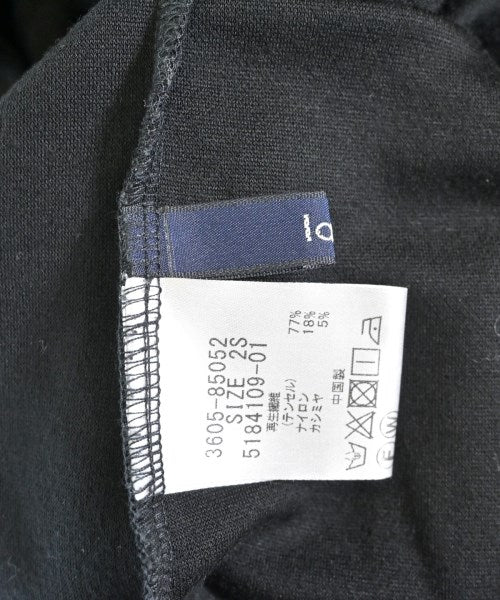 3605-85052
SIZE 2S
5184109-01
再生繊維
(テンセル) 77%
ナイロン 18%
カシミヤ 5%
中国製
F W